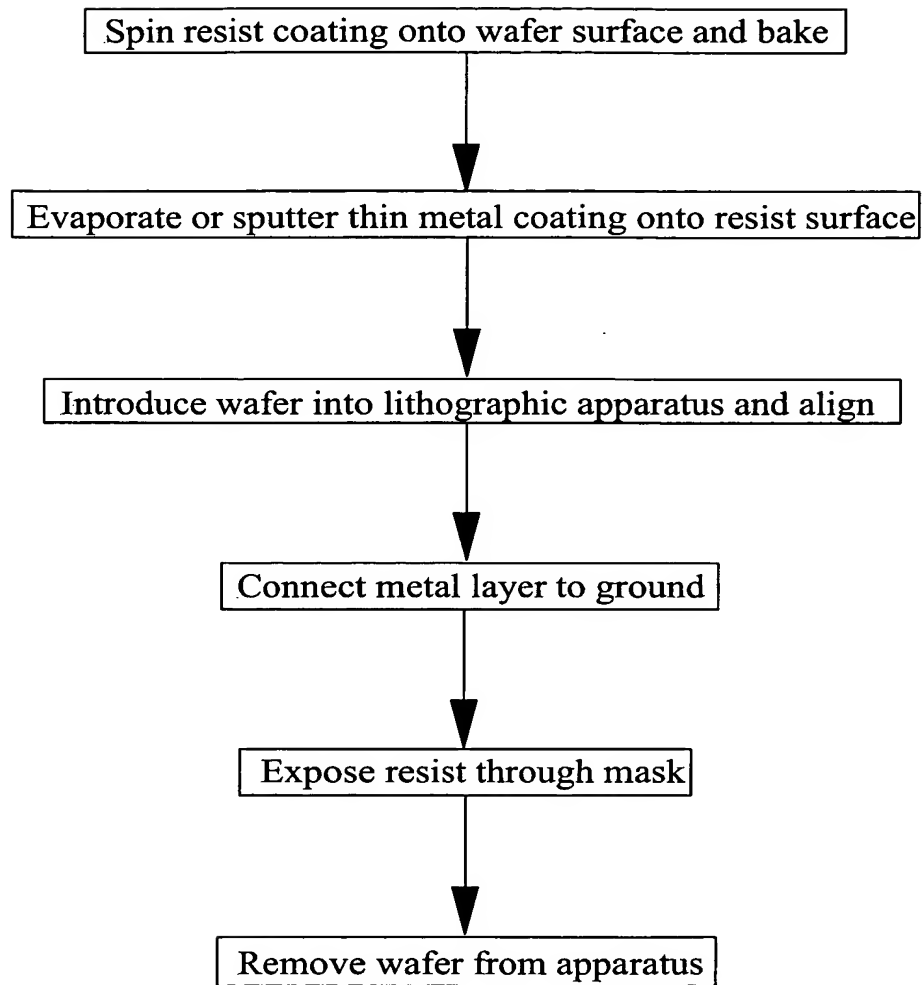 Spin resist coating onto wafer surface and bake
Evaporate or sputter thin metal coating onto resist surface
Introduce wafer into lithographic apparatus and align
Connect metal layer to ground
Expose resist through mask
Remove wafer from apparatus